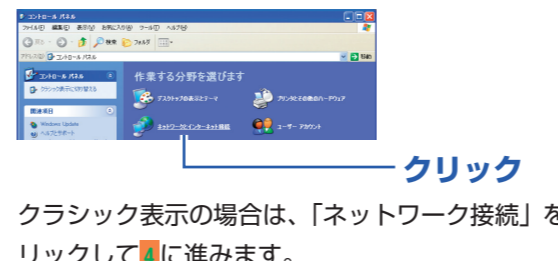 コントロール パネル
ファイル(F) 編集(E) 表示(V) お気に入り(A) ツール(T) ヘルプ(H)
戻る 検索 フォルダ
アドレス(D) コントロール パネル 移動
コントロール パネル
クラシック表示に切り替える
関連項目
Windows Update
ヘルプとサポート
作業する分野を選びます
デスクトップの表示とテーマ
プリンタとその他のハードウェア
ネットワークとインターネット接続
ユーザー アカウント
クリック
クラシック表示の場合は、「ネットワーク接続」を
リックして4に進みます。